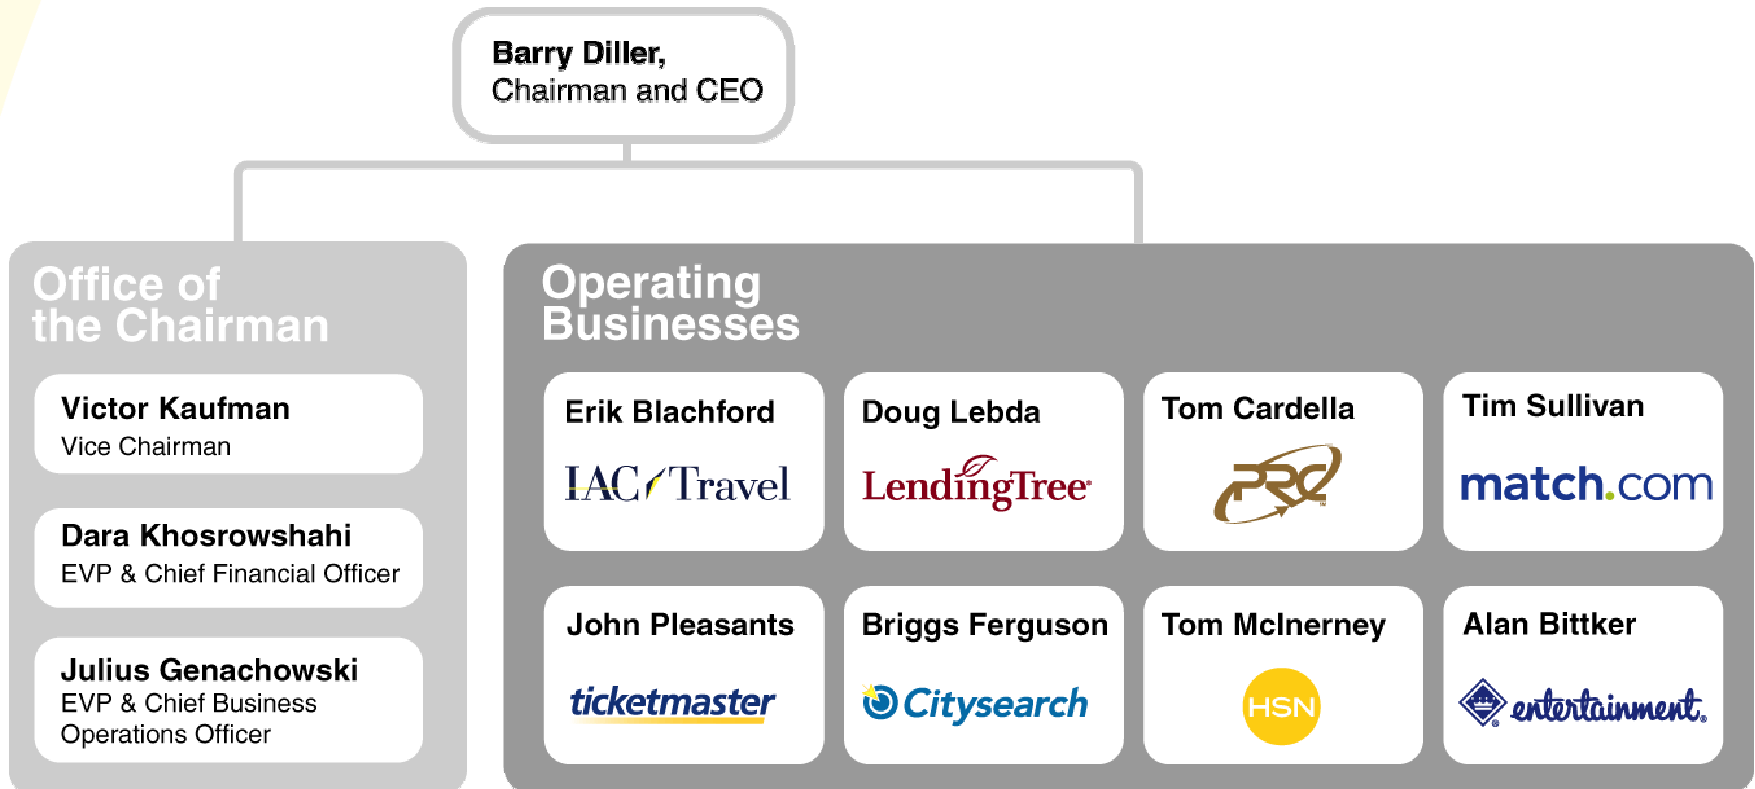 Barry Diller,
Chairman and CEO
Office of
the Chairman
Victor Kaufman
Vice Chairman
Dara Khosrowshahi
EVP & Chief Financial Officer
Julius Genachowski
EVP & Chief Business
Operations Officer
Operating
Businesses
Erik Blachford
IAC Travel
Doug Lebda
LendingTree
Tom Cardella
PRC
Tim Sullivan
match.com
John Pleasants
ticketmaster
Briggs Ferguson
Citysearch
Tom McInerney
HSN
Alan Bittker
entertainment®